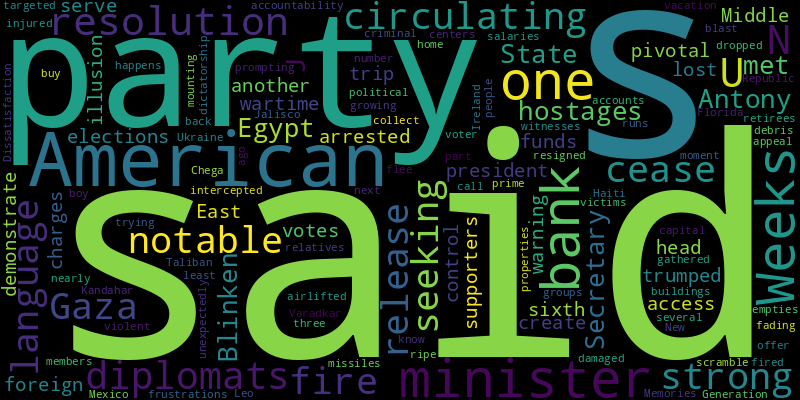 targeted serve
accountability
injured resolution
circulating
vacation
Middle
party.
S
criminal centers
blast
dropped
N
home salaries
State
pivotal
illusion
happens
mounting
prompting
number
trip
one
lost
U
met
buy
dictatorship
another
political
hostages
accounts
Antony
Republic
Dissatisfaction
wartime
growing
Jalisco
collect
Ireland
people
runs
Florida
elections
Ukraine
back
Egypt
arrested
voter
funds
witnesses
retirees
debris
appeal
American
ago
part
resigned
cease
moment
Chega
president
flee
call
prime
Haiti
victims
demonstrate
language
charges
boy
intercepted
next
said
bank
Weeks
trying
East
notable
votes
release
seeking
control
supporters
warning
Secretary
head
capital
gathered
Taliban
relatives
trumped
nearly
least
Blinken
properties
buildings
access
Kandahar
airlifted
groups
several
Gaza
unexpectedly
Varadkar
sixth
New
empties
violent
three
create
fading
know
offer
members
missiles
ripe
damaged
scramble
fired
foreign
diplomats
fire
minister
strong
Mexico
frustrations
Leo
Memories
Generation